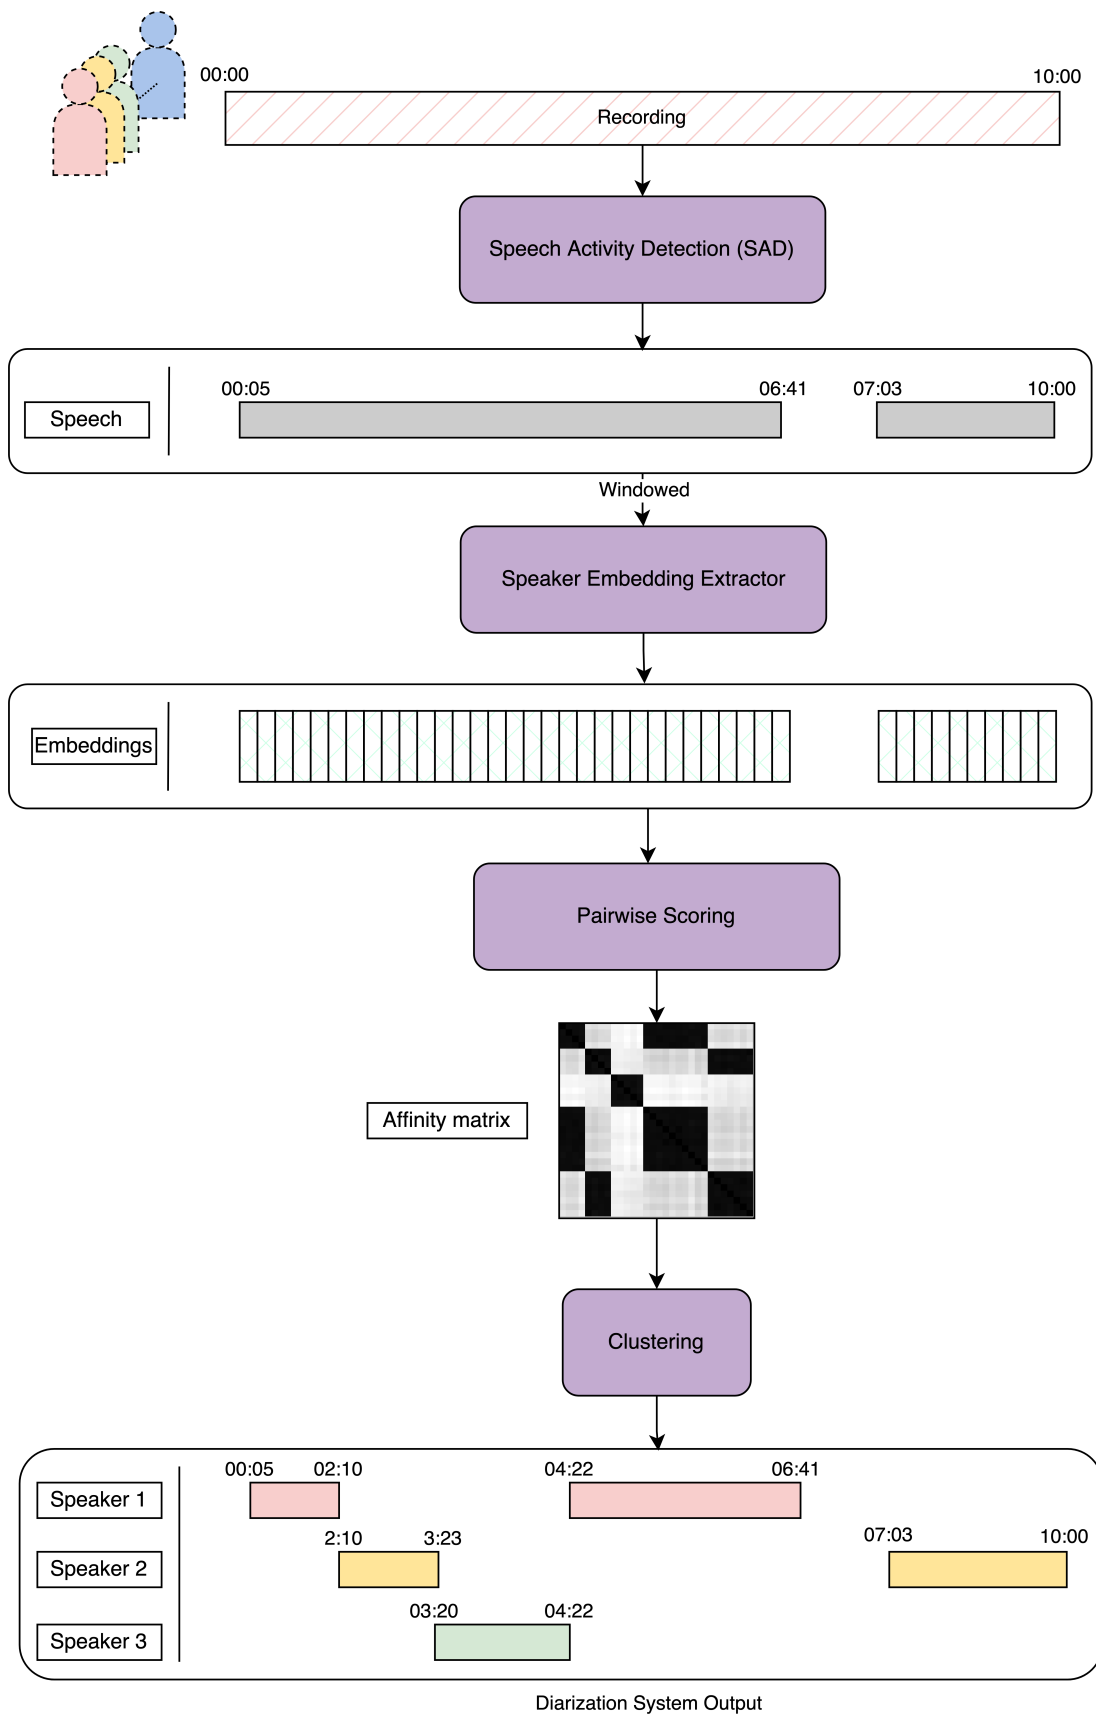 00:00
10:00
Recording
Speech Activity Detection (SAD)
00:05
06:41
07:03
10:00
Speech
Windowed
Speaker Embedding Extractor
Embeddings
Pairwise Scoring
Affinity matrix
Clustering
00:05
02:10
04:22
06:41
Speaker 1
2:10
3:23
07:03
10:00
Speaker 2
03:20
04:22
Speaker 3
Diarization System Output